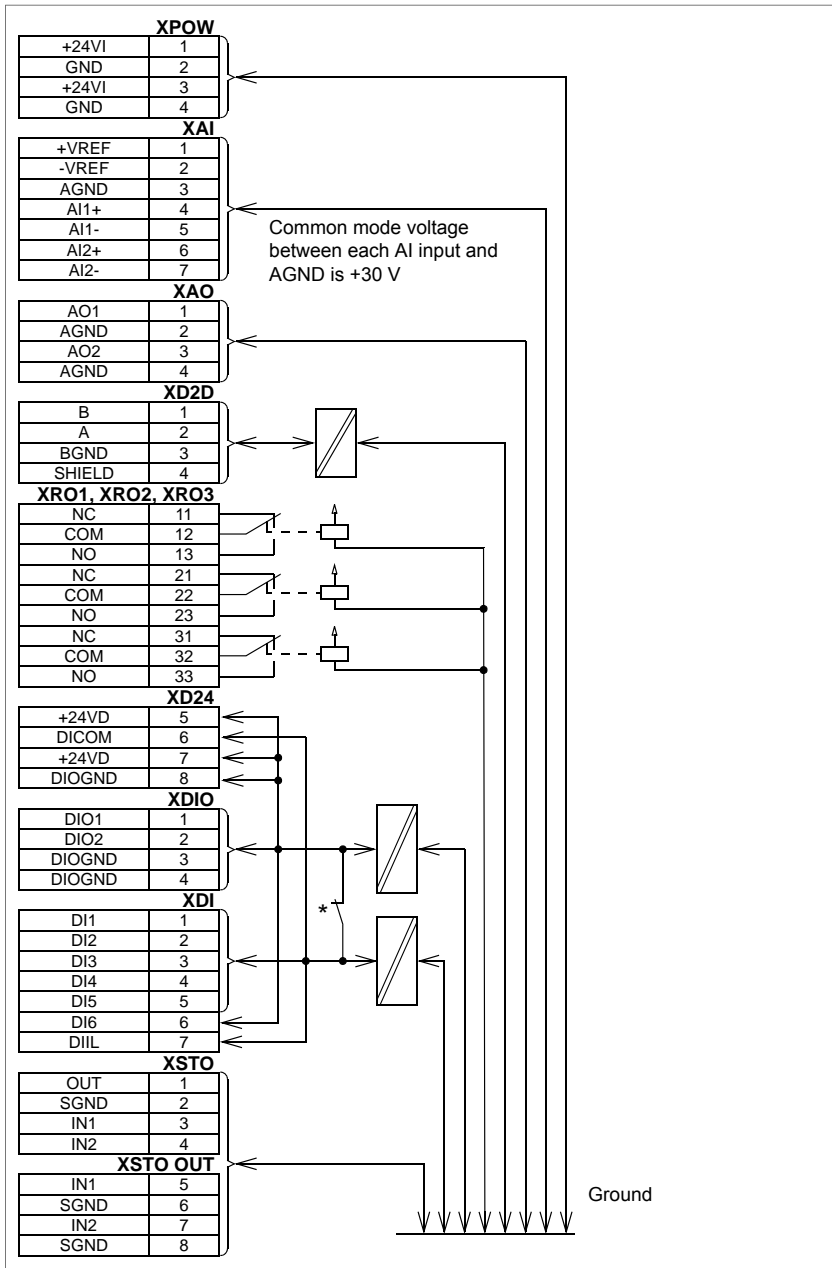 XPOW
+24VI 1
GND 2
+24VI 3
GND 4
XAI
+VREF 1
-VREF 2
AGND 3
AI1+ 4
AI1- 5
AI2+ 6
AI2- 7
Common mode voltage
between each AI input and
AGND is +30 V
XAO
AO1 1
AGND 2
AO2 3
AGND 4
XD2D
B 1
A 2
BGND 3
SHIELD 4
XRO1, XRO2, XRO3
NC 11
COM 12
NO 13
NC 21
COM 22
NO 23
NC 31
COM 32
NO 33
XD24
+24VD 5
DICOM 6
+24VD 7
DIOGND 8
XDIO
DIO1 1
DIO2 2
DIOGND 3
DIOGND 4
XDI
DI1 1
DI2 2
*
DI3 3
DI4 4
DI5 5
DI6 6
DIIL 7
XSTO
OUT 1
SGND 2
IN1 3
IN2 4
XSTO OUT
IN1 5
SGND 6
IN2 7
SGND 8
Ground